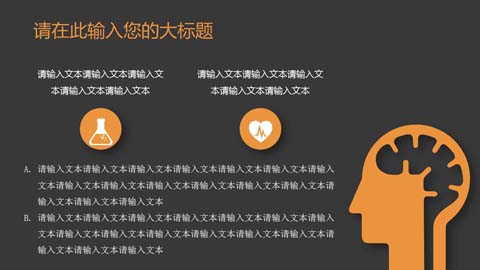 请在此输入您的大标题
请输入文本请输入文本请输入文
本请输入文本请输入文本
请输入文本请输入文本请输入文
本请输入文本请输入文本
A. 请输入文本请输入文本请输入文本请输入文本请输入文本请输入文本请输入
文本请输入文本请输入文本请输入文本请输入文本请输入文本请输入文本请
输入文本请输入文本请输入文本
B. 请输入文本请输入文本请输入文本请输入文本请输入文本请输入文本请输入
文本请输入文本请输入文本请输入文本请输入文本请输入文本请输入文本请
输入文本请输入文本请输入文本